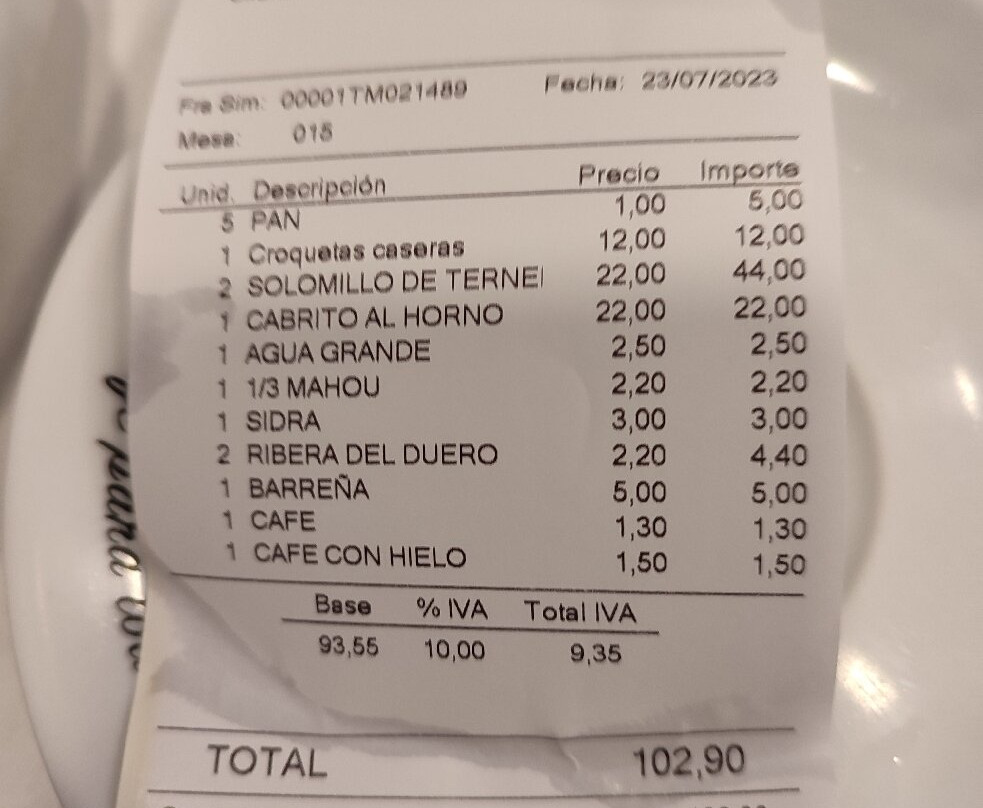 Fra Sim: 00001TM021489 Fecha: 23/07/2023
Mesa: 015
Unid. Descripción Precio Importe
5 PAN 1,00 5,00
1 Croquetas caseras 12,00 12,00
2 SOLOMILLO DE TERNE 22,00 44,00
1 CABRITO AL HORNO 22,00 22,00
1 AGUA GRANDE 2,50 2,50
1 1/3 MAHOU 2,20 2,20
1 SIDRA 3,00 3,00
2 RIBERA DEL DUERO 2,20 4,40
1 BARREÑA 5,00 5,00
1 CAFE 1,30 1,30
1 CAFE CON HIELO 1,50 1,50
Base % IVA Total IVA
93,55 10,00 9,35
TOTAL 102,90